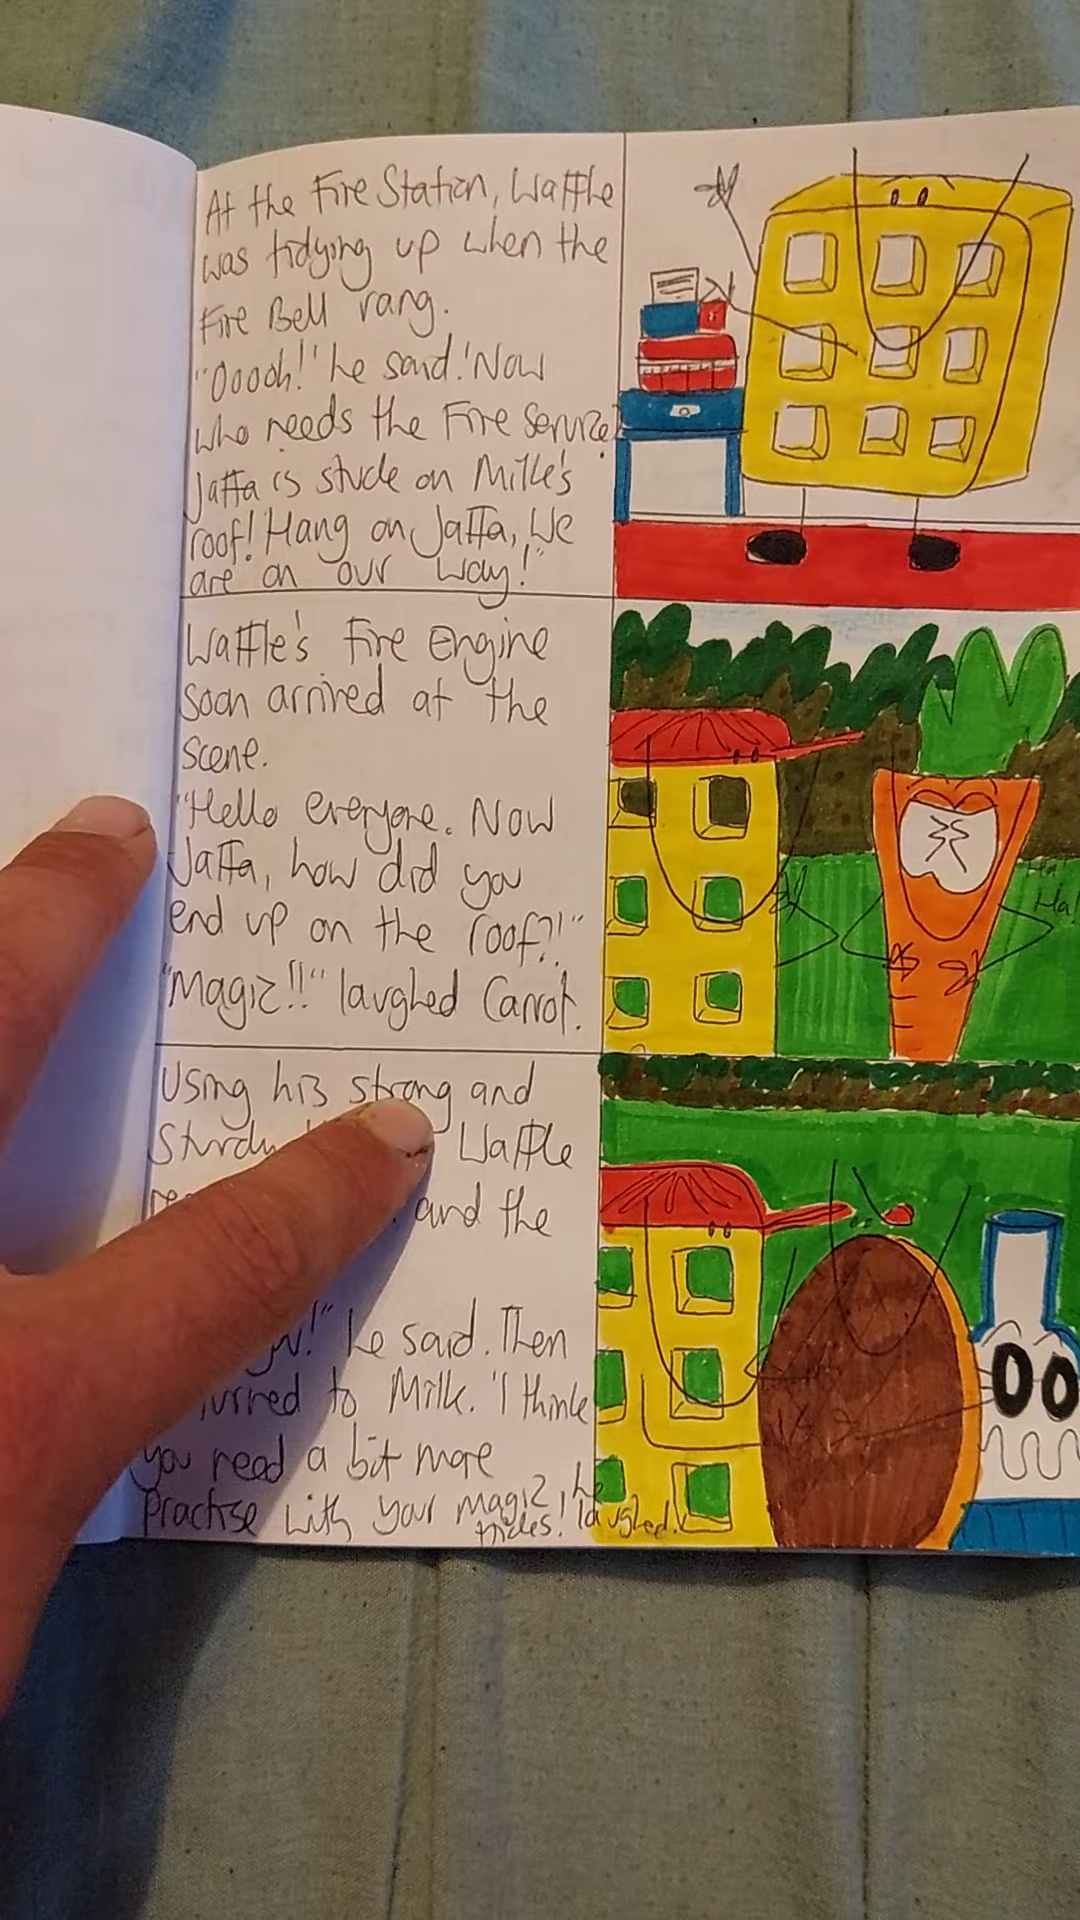 At the Fire Station, Waffle
was tidying up when the
Fire Bell rang.
"Ooooh!" he said. 'Now
who needs the Fire Service?
Jaffa is stuck on Milk's
roof! Hang on Jaffa, We
are on our way!"
Waffle's Fire Engine
soon arrived at the
scene.
"Hello everyone. Now
Jaffa, how did you
end up on the roof?!"
"Magic!!" laughed Carrot.
Ha!
Using his strong and
Waffle
and the
he said. Then
to Milk. 'I think
you need a bit more
Practise with your magic
tricks! he
laughed.